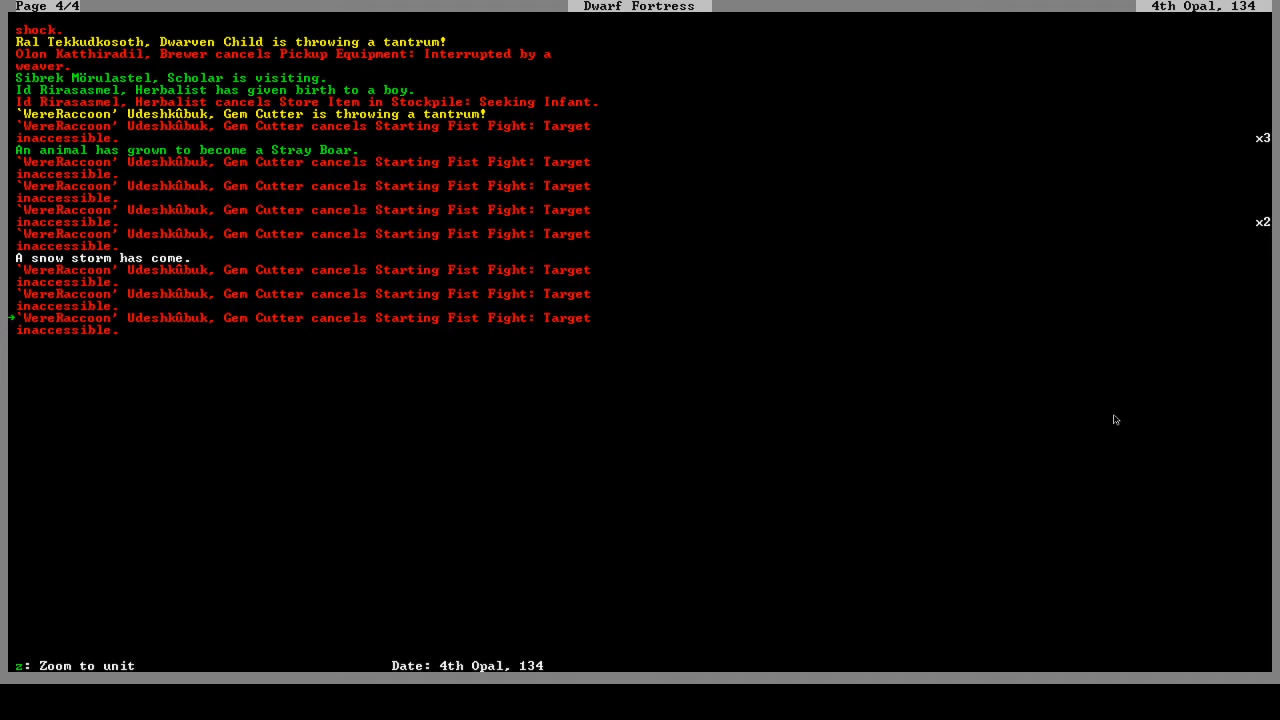 Page 4/4 Dwarf Fortress 4th Opal, 134
shock.
Ral Tekkudkosoth, Dwarven Child is throwing a tantrum!
Olon Katthiradil, Brewer cancels Pickup Equipment: Interrupted by a
weaver.
Sibrek Mörulastel, Scholar is visiting.
Id Rirasasmel, Herbalist has given birth to a boy.
Id Rirasasmel, Herbalist cancels Store Item in Stockpile: Seeking Infant.
`WereRaccoon' Udeshkûbuk, Gem Cutter is throwing a tantrum!
`WereRaccoon' Udeshkûbuk, Gem Cutter cancels Starting Fist Fight: Target
inaccessible. x3
An animal has grown to become a Stray Boar.
`WereRaccoon' Udeshkûbuk, Gem Cutter cancels Starting Fist Fight: Target
inaccessible.
`WereRaccoon' Udeshkûbuk, Gem Cutter cancels Starting Fist Fight: Target
inaccessible.
`WereRaccoon' Udeshkûbuk, Gem Cutter cancels Starting Fist Fight: Target
inaccessible. x2
`WereRaccoon' Udeshkûbuk, Gem Cutter cancels Starting Fist Fight: Target
inaccessible.
A snow storm has come.
`WereRaccoon' Udeshkûbuk, Gem Cutter cancels Starting Fist Fight: Target
inaccessible.
`WereRaccoon' Udeshkûbuk, Gem Cutter cancels Starting Fist Fight: Target
inaccessible.
→`WereRaccoon' Udeshkûbuk, Gem Cutter cancels Starting Fist Fight: Target
inaccessible.
z: Zoom to unit Date: 4th Opal, 134